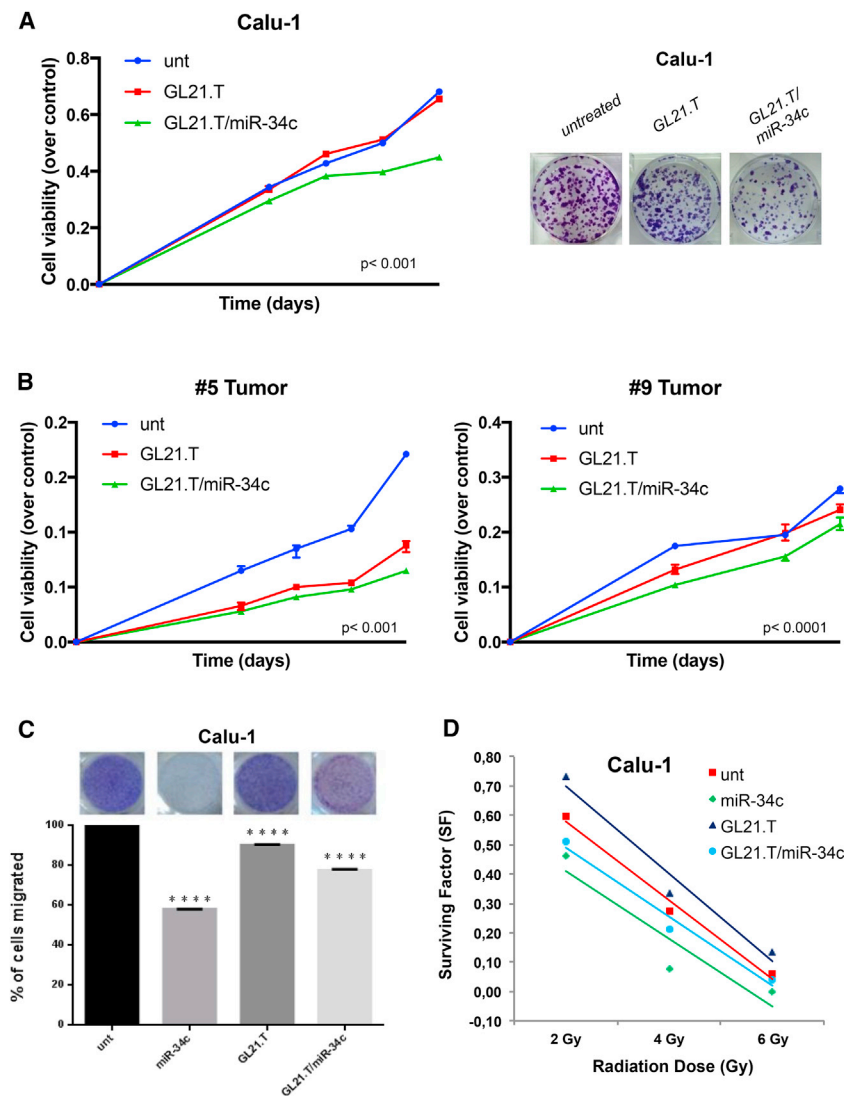 A
Calu-1
Cell viability (over control)
0.8
0.6
0.4
0.2
0.0
unt
GL21.T
GL21.T/miR-34c
p< 0.001
Time (days)
Calu-1
untreated
GL21.T
GL21.T/
miR-34c
B
#5 Tumor
Cell viability (over control)
0.2
0.2
0.1
0.1
0.0
unt
GL21.T
GL21.T/miR-34c
p< 0.001
Time (days)
#9 Tumor
Cell viability (over control)
0.4
0.3
0.2
0.1
0.0
unt
GL21.T
GL21.T/miR-34c
p< 0.0001
Time (days)
C
Calu-1
% of cells migrated
100
80
60
40
20
0
****
****
****
unt
miR-34c
GL21.T
GL21.T/miR-34c
D
Calu-1
Surviving Factor (SF)
0,80
0,70
0,60
0,50
0,40
0,30
0,20
0,10
0,00
-0,10
unt
miR-34c
GL21.T
GL21.T/miR-34c
2 Gy
4 Gy
6 Gy
Radiation Dose (Gy)